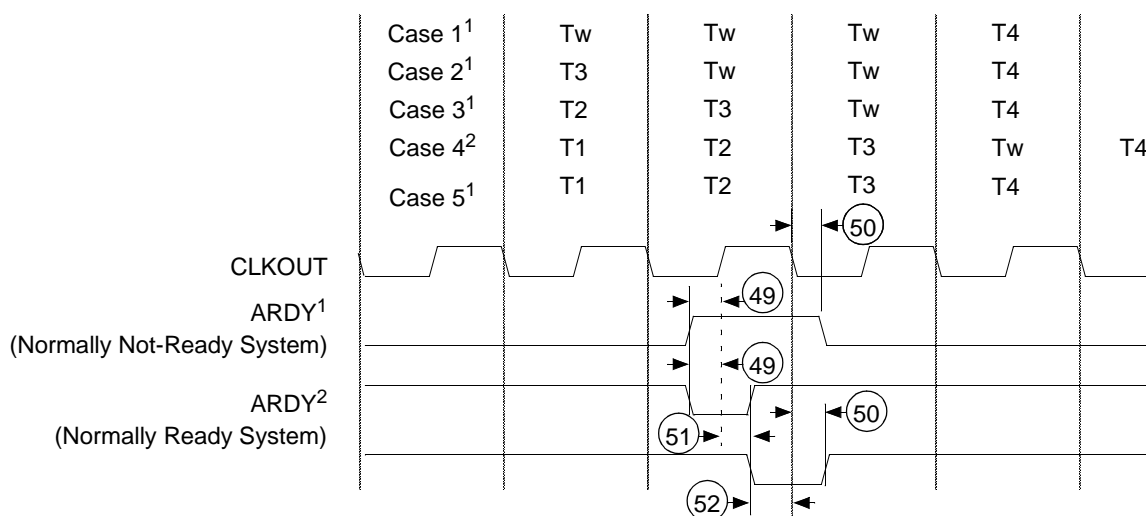 Case 1¹ Tw Tw Tw T4
Case 2¹ T3 Tw Tw T4
Case 3¹ T2 T3 Tw T4
Case 4² T1 T2 T3 Tw T4
Case 5¹ T1 T2 T3 T4
50
CLKOUT
49
ARDY¹
(Normally Not-Ready System)
49
ARDY²
50
(Normally Ready System)
51
52